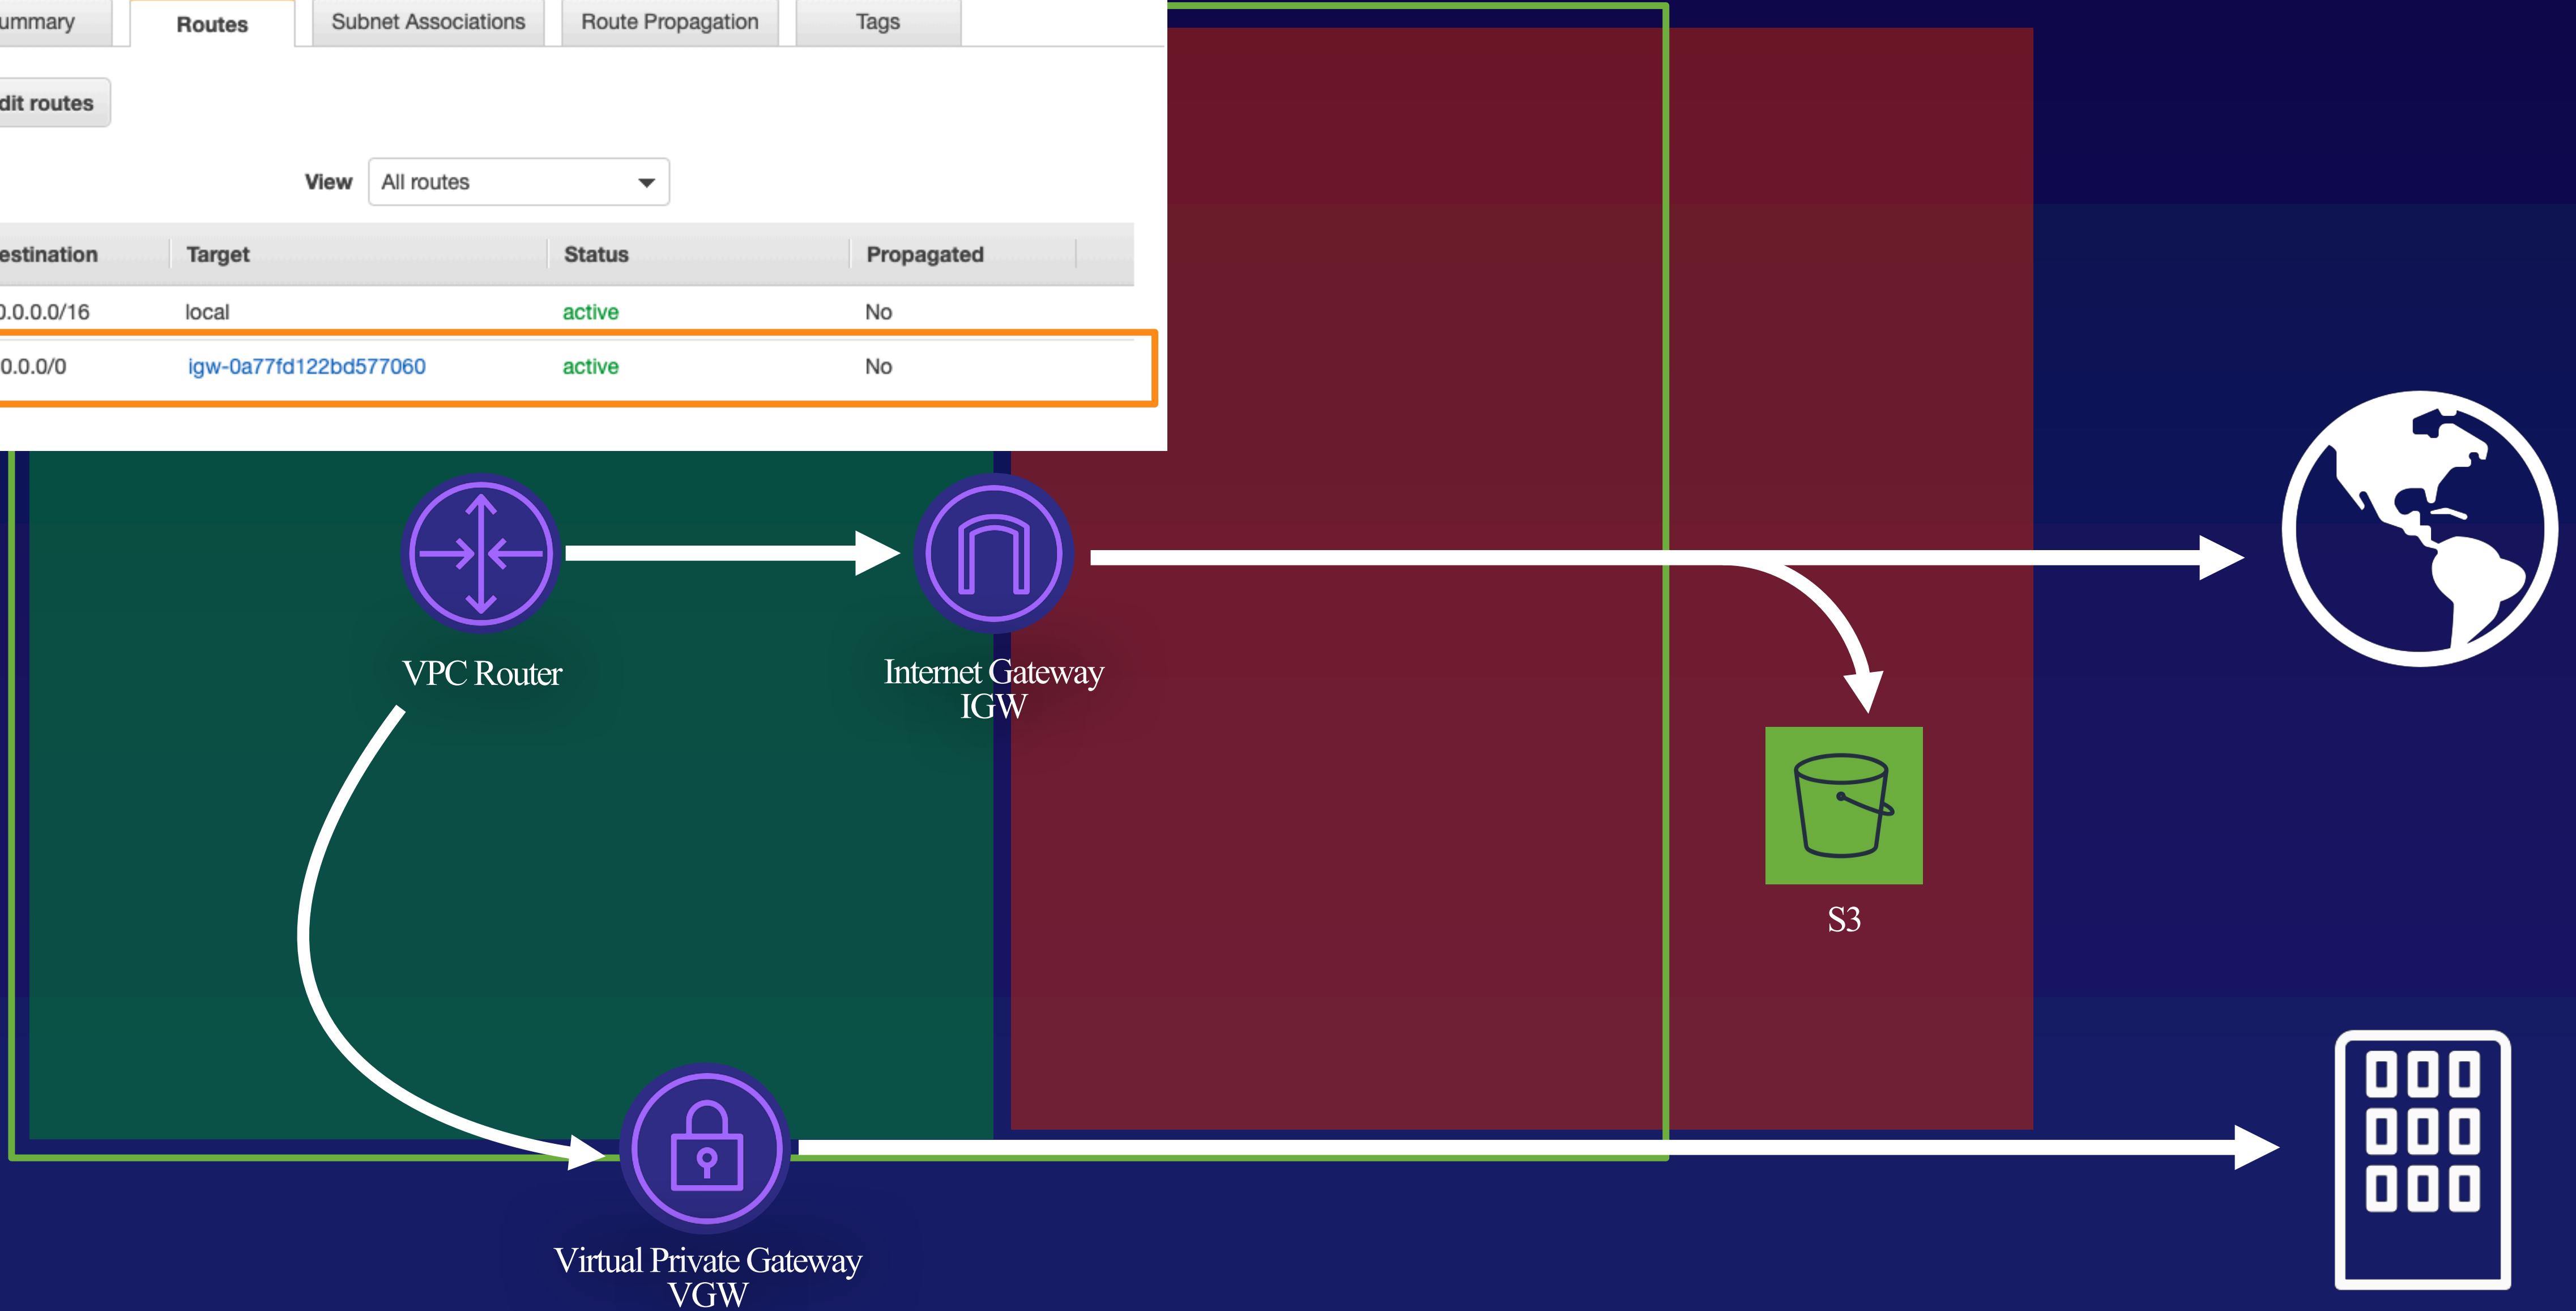 ummary Routes Subnet Associations Route Propagation Tags
dit routes
View All routes
estination Target Status Propagated
0.0.0.0/16 local active No
0.0.0/0 igw-0a77fd122bd577060 active No
VPC Router
Internet Gateway
IGW
S3
Virtual Private Gateway
VGW